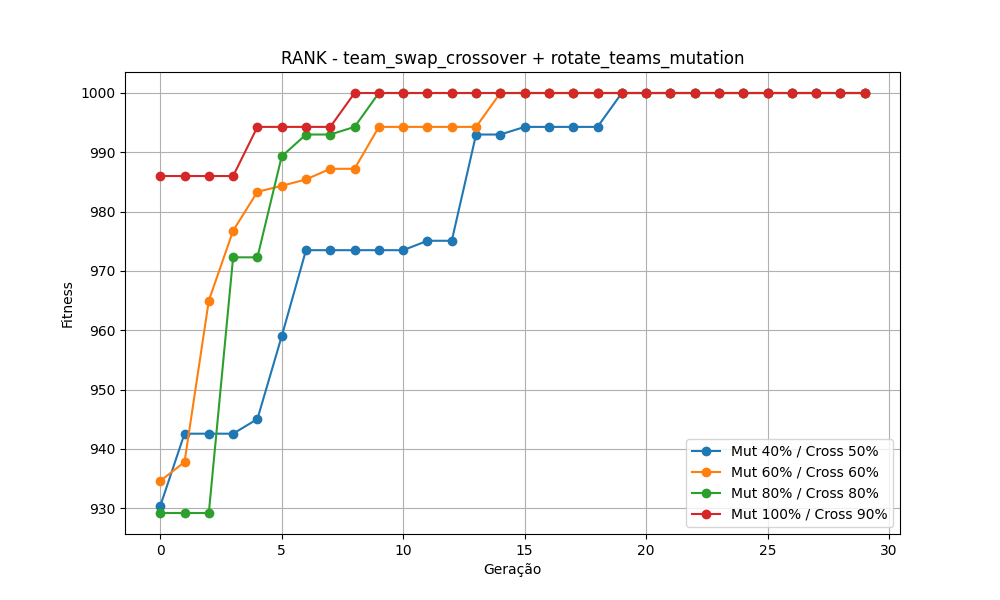 RANK - team_swap_crossover + rotate_teams_mutation
1000
990
980
970
960
950
940
930
Fitness
0 5 10 15 20 25 30
Geração
Mut 40% / Cross 50%
Mut 60% / Cross 60%
Mut 80% / Cross 80%
Mut 100% / Cross 90%